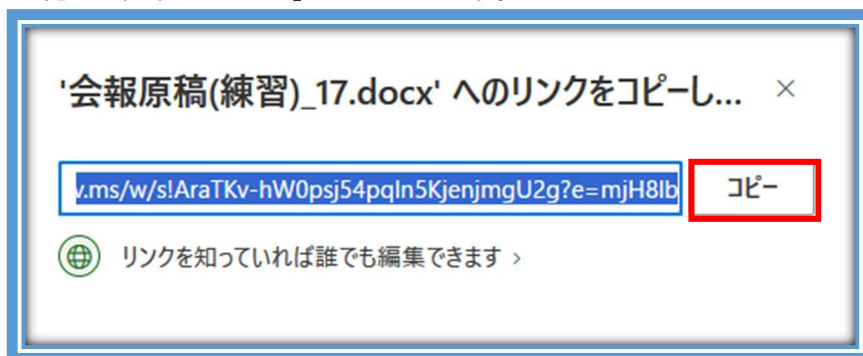 '会報原稿(練習)_17.docx' へのリンクをコピーし... ×
v.ms/w/s!AraTKv-hW0psj54pqln5KjenjmgU2g?e=mjH8lb コピー
リンクを知っていれば誰でも編集できます >